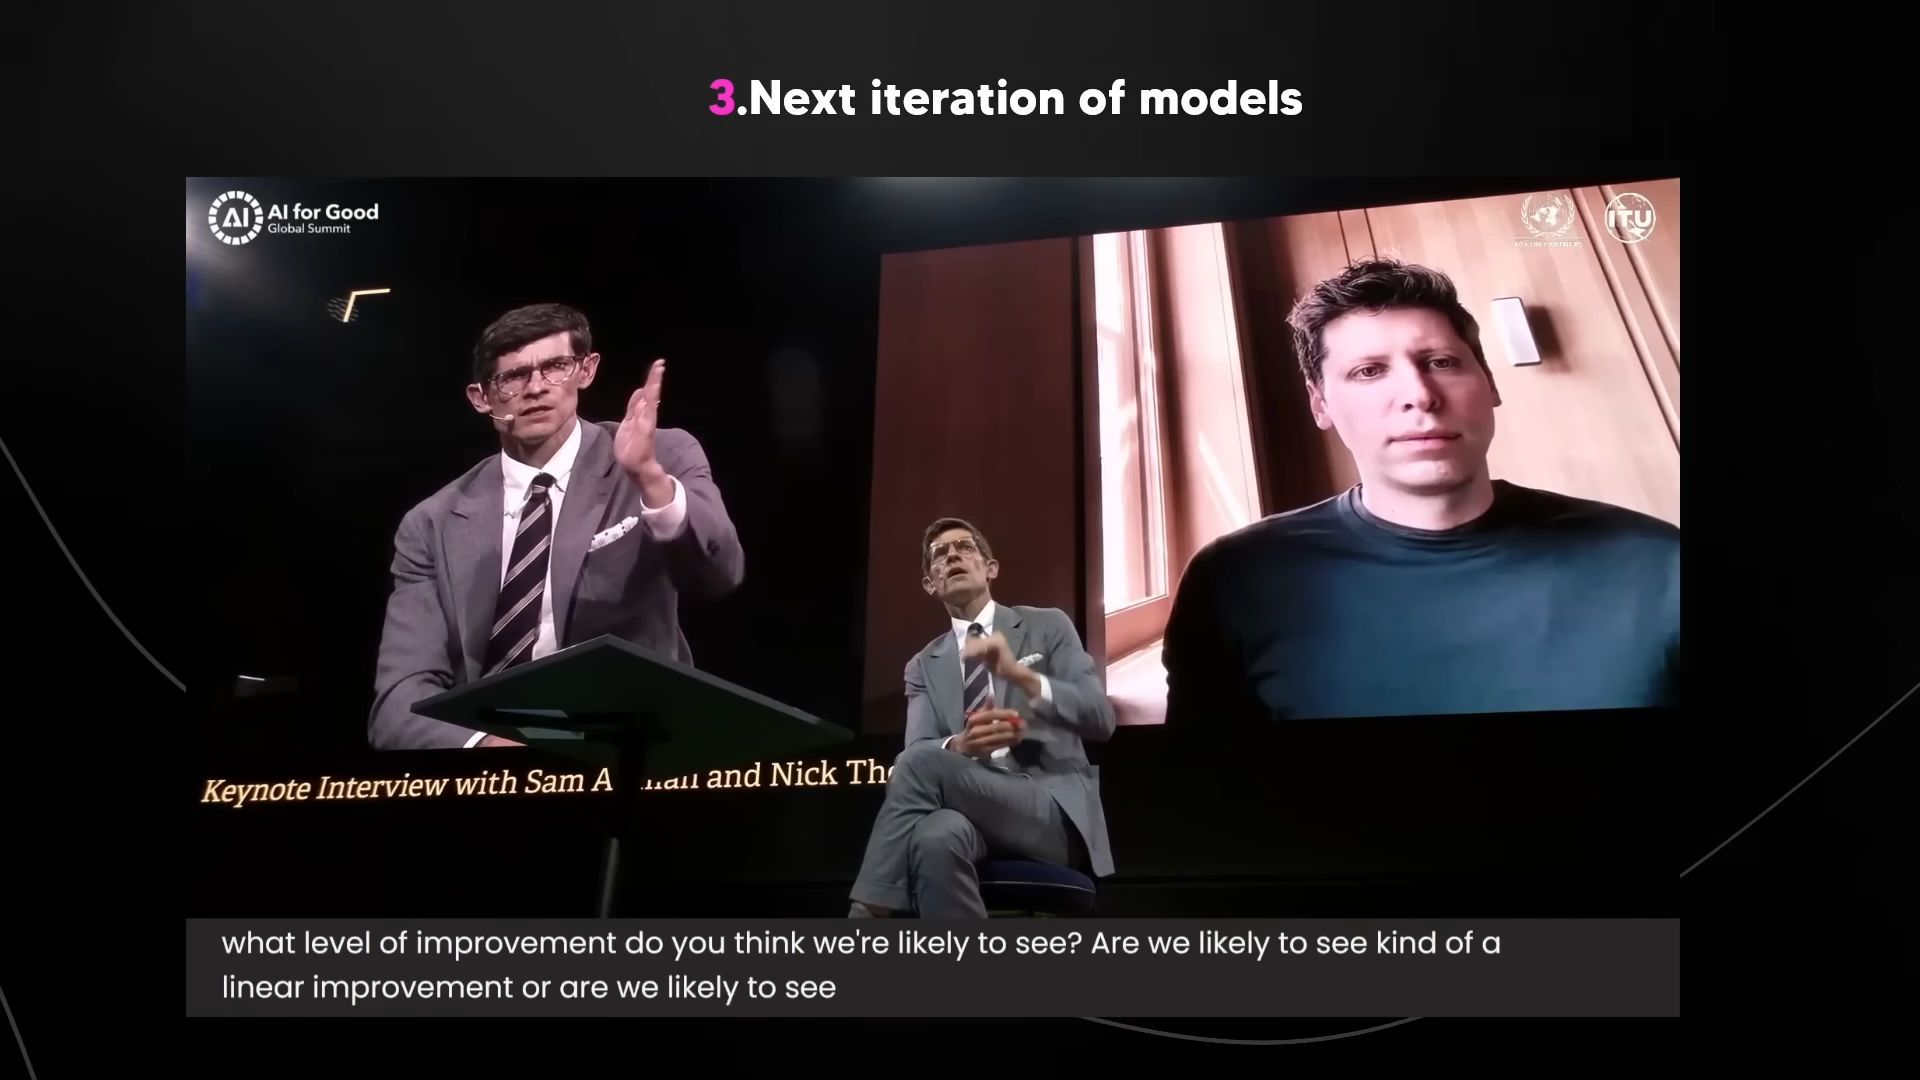 3.Next iteration of models
AI
AI for Good
Global Summit
ITU
Keynote Interview with Sam A and Nick
what level of improvement do you think we're likely to see? Are we likely to see kind of a
linear improvement or are we likely to see